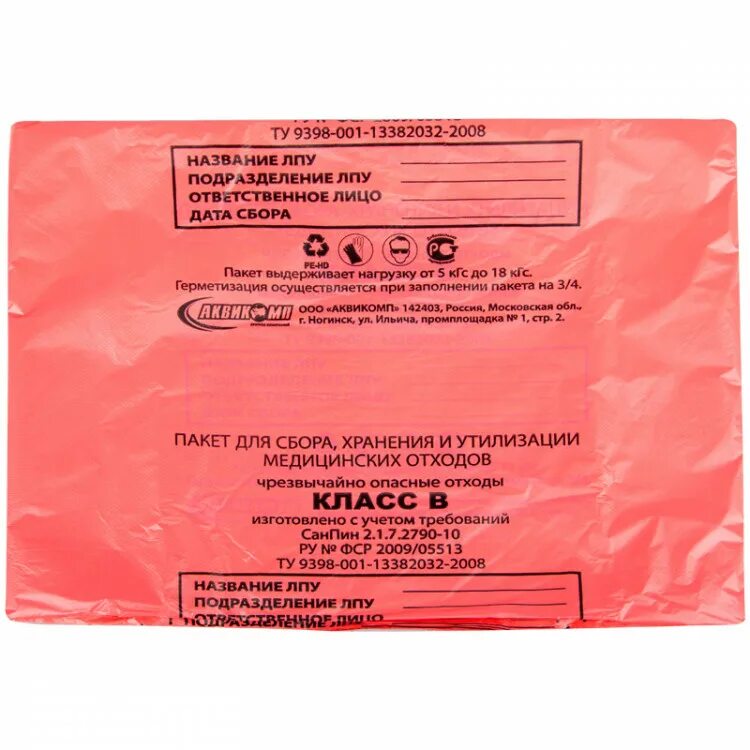 ТУ 9398-001-13382032-2008
НАЗВАНИЕ ЛПУ
ПОДРАЗДЕЛЕНИЕ ЛПУ
ОТВЕТСТВЕННОЕ ЛИЦО
ДАТА СБОРА
PE-HD
Пакет выдерживает нагрузку от 5 кГс до 18 кГс.
Герметизация осуществляется при заполнении пакета на 3/4.
АКВИКОМП
ООО «АКВИКОМП» 142403, Россия, Московская обл.,
г. Ногинск, ул. Ильича, промплощадка № 1, стр. 2.
ПАКЕТ ДЛЯ СБОРА, ХРАНЕНИЯ И УТИЛИЗАЦИИ
МЕДИЦИНСКИХ ОТХОДОВ
чрезвычайно опасные отходы
КЛАСС В
изготовлено с учетом требований
СанПин 2.1.7.2790-10
РУ № ФСР 2009/05513
ТУ 9398-001-13382032-2008
НАЗВАНИЕ ЛПУ
ПОДРАЗДЕЛЕНИЕ ЛПУ
ОТВЕТСТВЕННОЕ ЛИЦО
ПОДРАЗДЕЛЕНИЕ ЛПУ